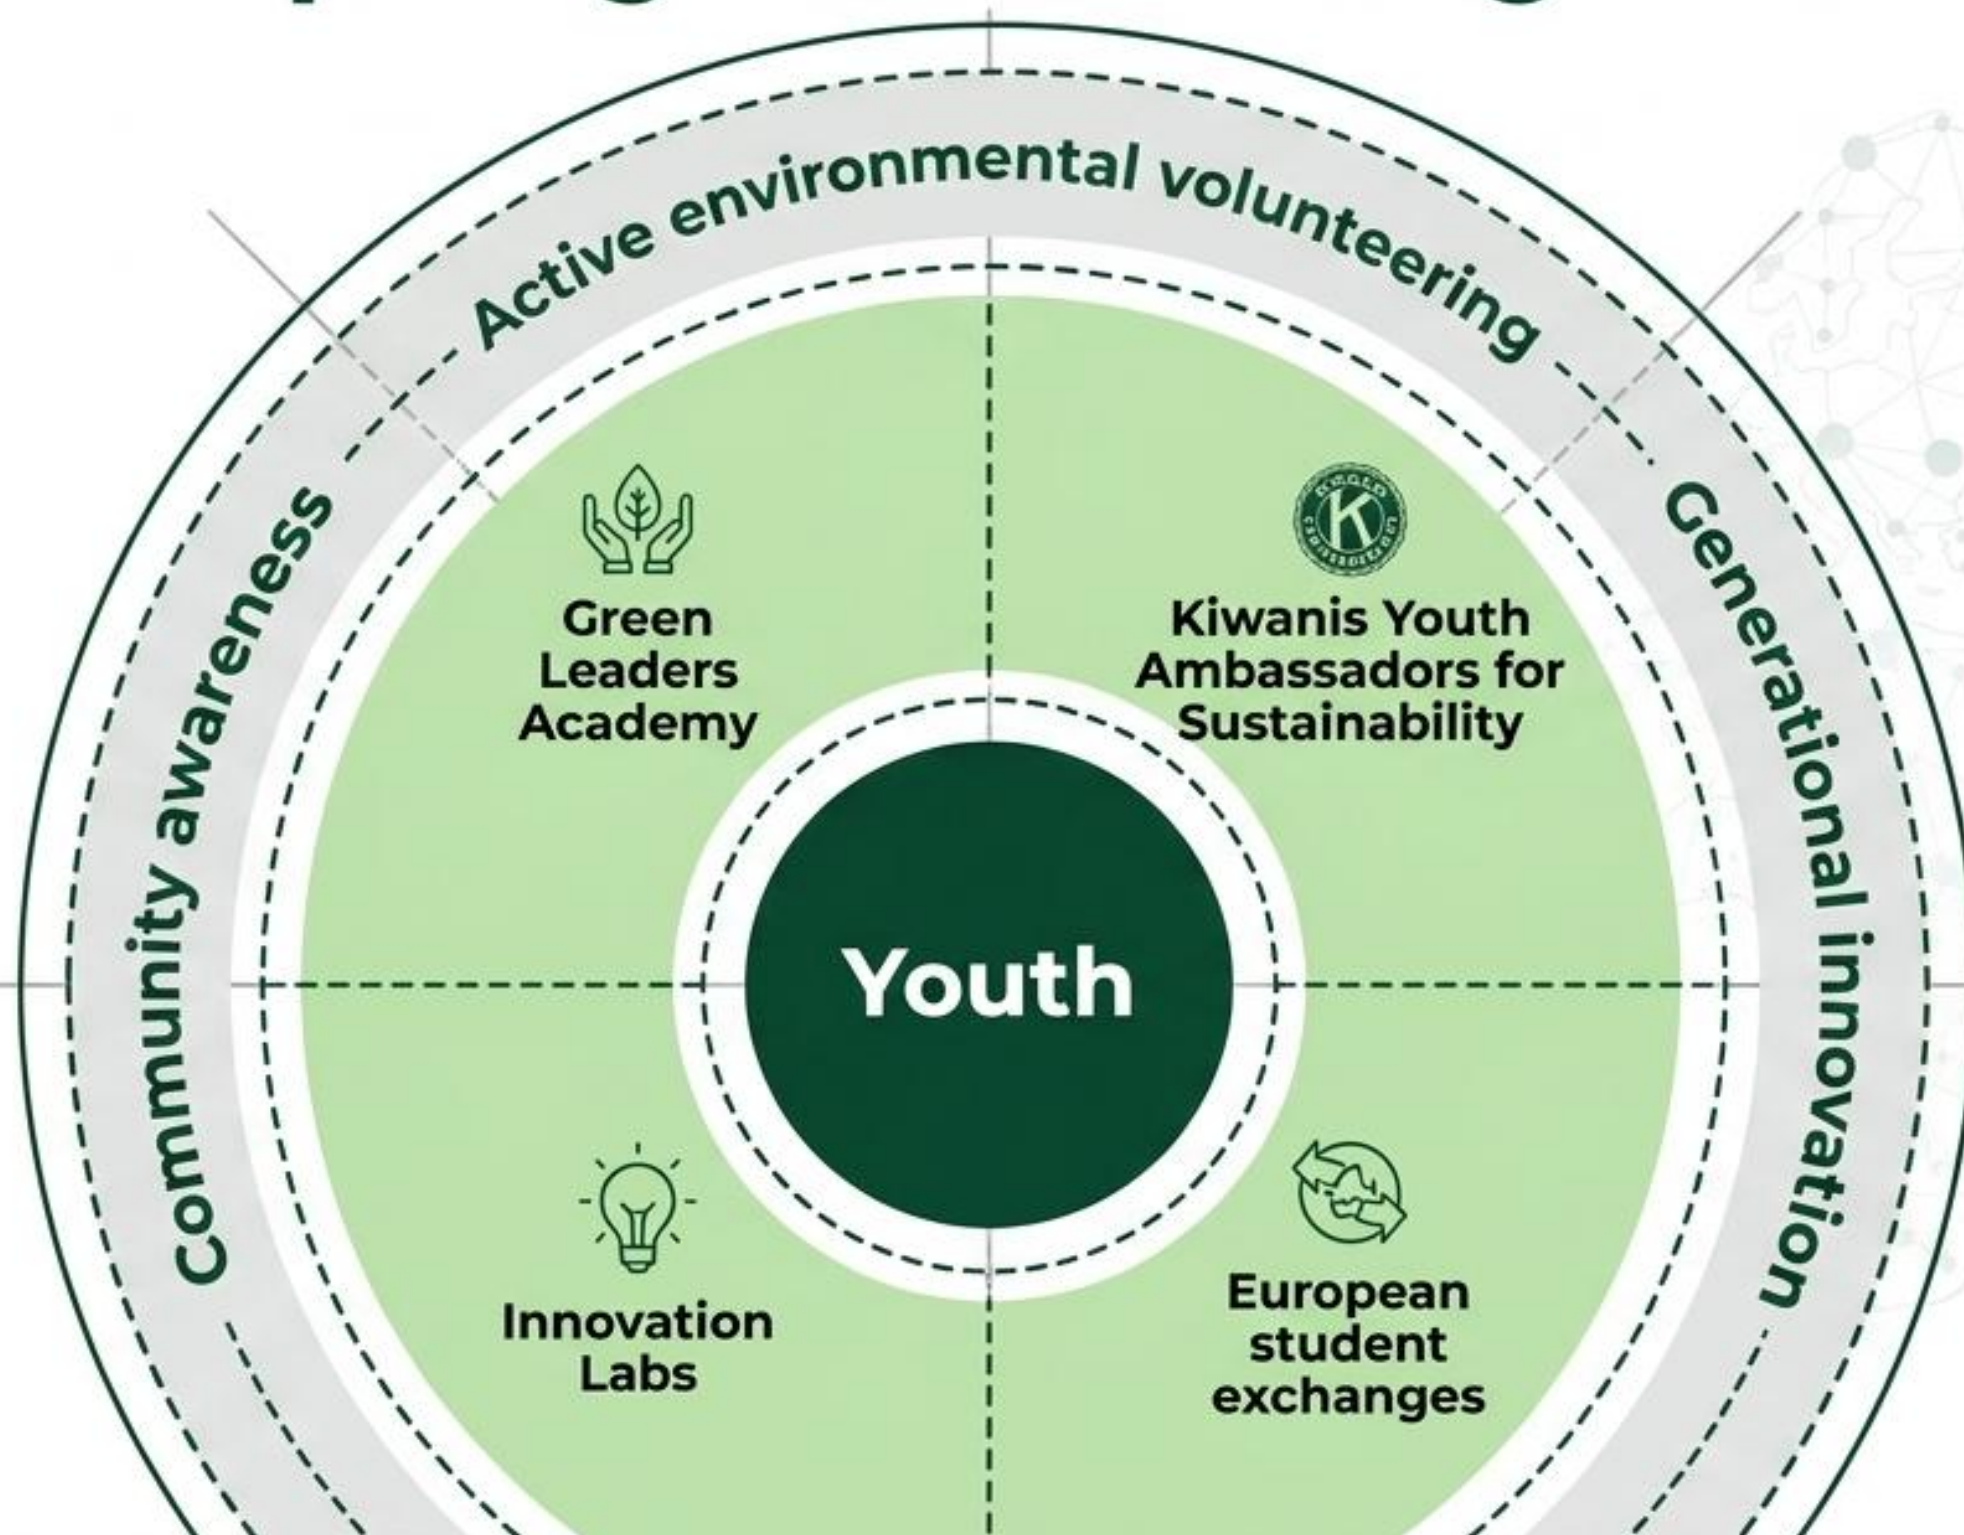 Active environmental volunteering
Community awareness
Generational innovation
Green
Leaders
Academy
K
Kiwanis Youth
Ambassadors for
Sustainability
Youth
Innovation
Labs
European
student
exchanges